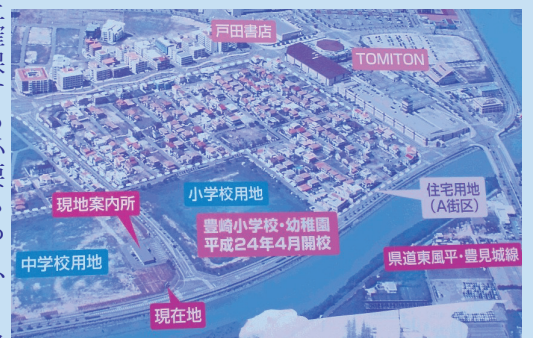 戸田書店
TOMITON
小学校用地
住宅用地
(A街区)
現地案内所
豊崎小学校・幼稚園
平成24年4月開校
中学校用地
県道東風平・豊見城線
現在地